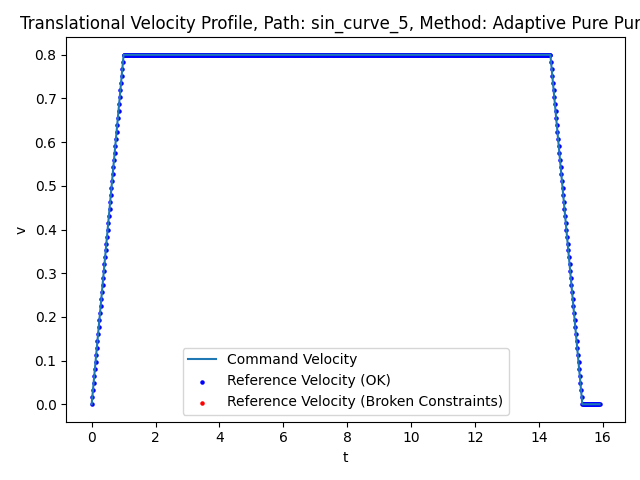 Translational Velocity Profile, Path: sin_curve_5, Method: Adaptive Pure Pur
0.8
0.7
0.6
0.5
0.4
0.3
0.2
0.1
0.0
v
Command Velocity
Reference Velocity (OK)
Reference Velocity (Broken Constraints)
0 2 4 6 8 10 12 14 16
t